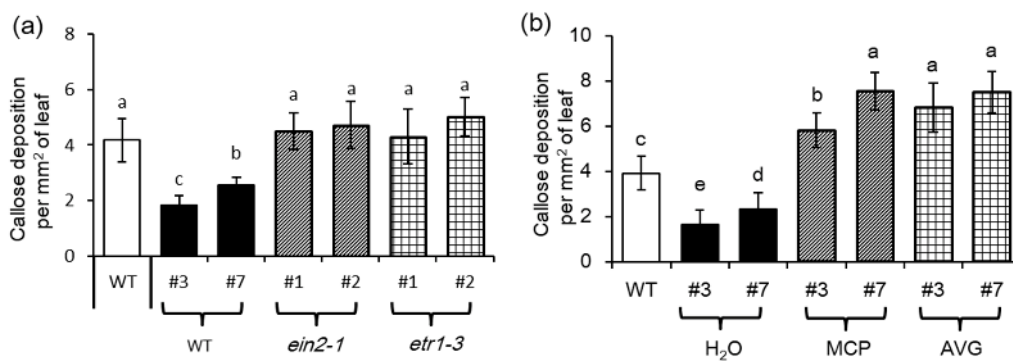 (a)
Callose deposition
per mm² of leaf
8
6
4
2
0
a
c
b
a
a
a
a
WT
#3
#7
#1
#2
#1
#2
WT
ein2-1
etr1-3
(b)
Callose deposition
per mm² of leaf
10
8
6
4
2
0
c
e
d
b
a
a
a
WT
#3
#7
#3
#7
#3
#7
H₂O
MCP
AVG